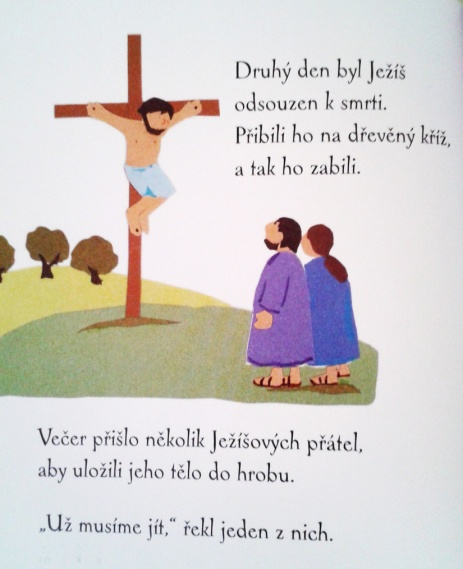 Druhý den byl Ježíš
odsouzen k smrti.
Přibili ho na dřevěný kříž,
a tak ho zabili.
Večer přišlo několik Ježíšových přátel,
aby uložili jeho tělo do hrobu.
„Už musíme jít,“ řekl jeden z nich.